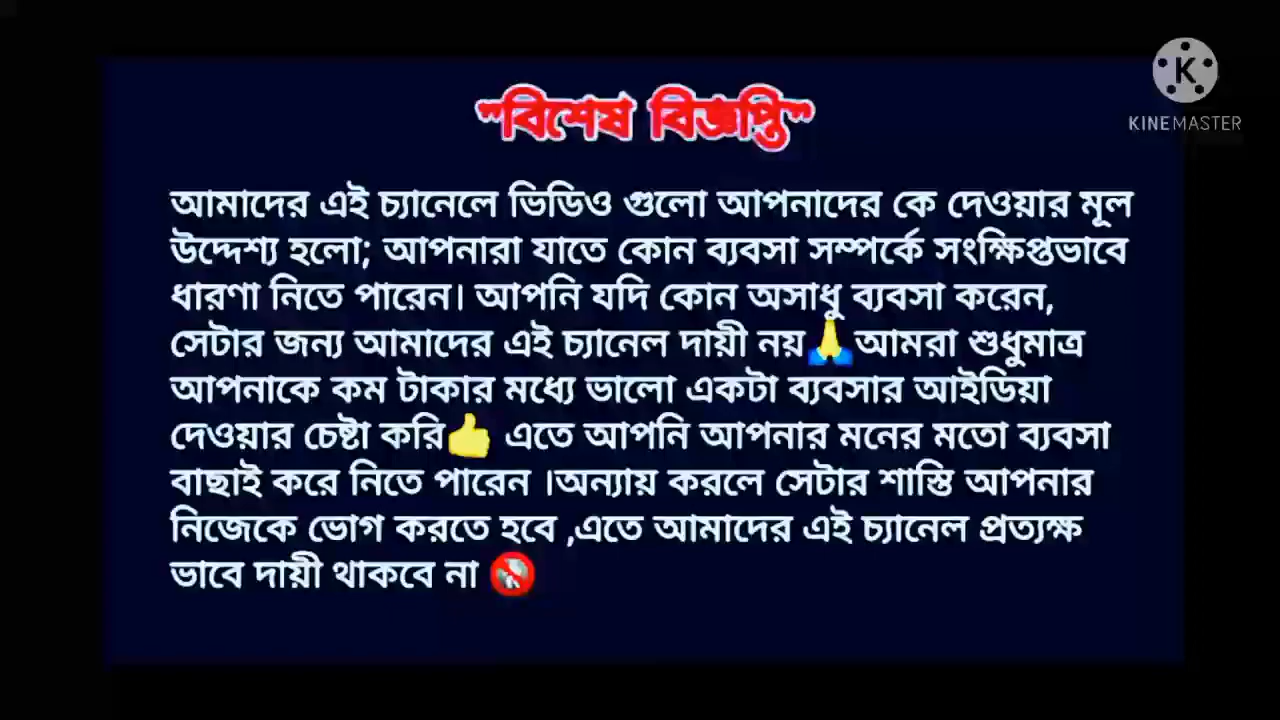 "বিশেষ বিজ্ঞপ্তি"
KINEMASTER
আমাদের এই চ্যানেলে ভিডিও গুলো আপনাদের কে দেওয়ার মূল
উদ্দেশ্য হলো; আপনারা যাতে কোন ব্যবসা সম্পর্কে সংক্ষিপ্তভাবে
ধারণা নিতে পারেন। আপনি যদি কোন অসাধু ব্যবসা করেন,
সেটার জন্য আমাদের এই চ্যানেল দায়ী নয়🙏আমরা শুধুমাত্র
আপনাকে কম টাকার মধ্যে ভালো একটা ব্যবসার আইডিয়া
দেওয়ার চেষ্টা করি👍 এতে আপনি আপনার মনের মতো ব্যবসা
বাছাই করে নিতে পারেন ।অন্যায় করলে সেটার শাস্তি আপনার
নিজেকে ভোগ করতে হবে ,এতে আমাদের এই চ্যানেল প্রত্যক্ষ
ভাবে দায়ী থাকবে না